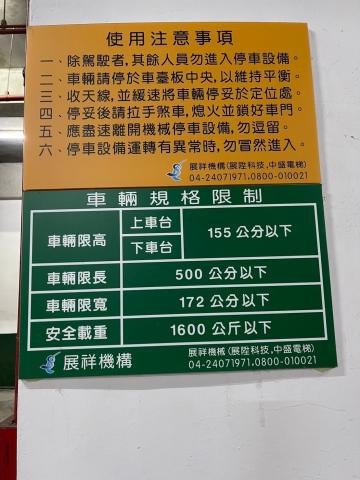 使用注意事項
一、除駕駛者,其餘人員勿進入停車設備。
二、車輛請停於車臺板中央,以維持平衡。
三、收天線,並緩速將車輛停妥於定位處。
四、停妥後請拉手煞車,熄火並鎖好車門。
五、應盡速離開機械停車設備,勿逗留。
六、停車設備運轉有異常時,勿冒然進入。
展祥機構(展陞科技,中盛電梯)
04-24071971.0800-010021
車輛規格限制
車輛限高 上車台 155 公分以下
下車台
車輛限長 500 公分以下
車輛限寬 172 公分以下
安全載重 1600 公斤以下
展祥機構 展祥機械(展陞科技,中盛電梯)
04-24071971.0800-010021